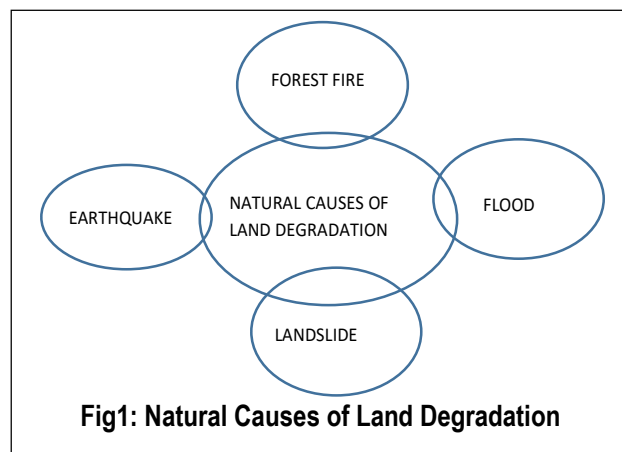 FOREST FIRE
EARTHQUAKE
NATURAL CAUSES OF
LAND DEGRADATION
FLOOD
LANDSLIDE
Fig1: Natural Causes of Land Degradation